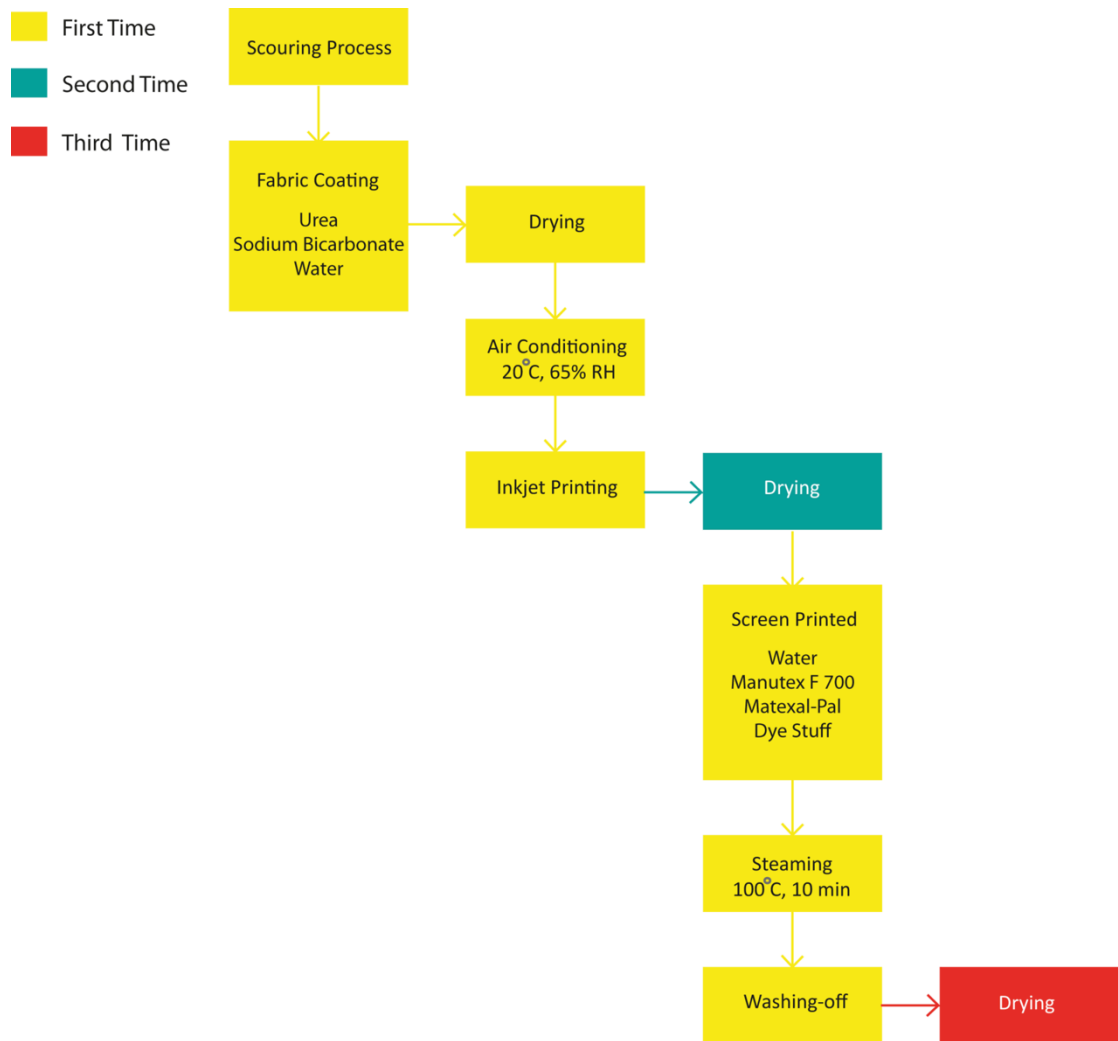 First Time
Second Time
Third Time
Scouring Process
Fabric Coating
Urea
Sodium Bicarbonate
Water
Drying
Air Conditioning
20°C, 65% RH
Inkjet Printing
Drying
Screen Printed
Water
Manutex F 700
Matexal-Pal
Dye Stuff
Steaming
100°C, 10 min
Washing-off
Drying